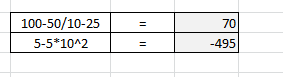 100-50/10-25 = 70
5-5*10^2 = -495